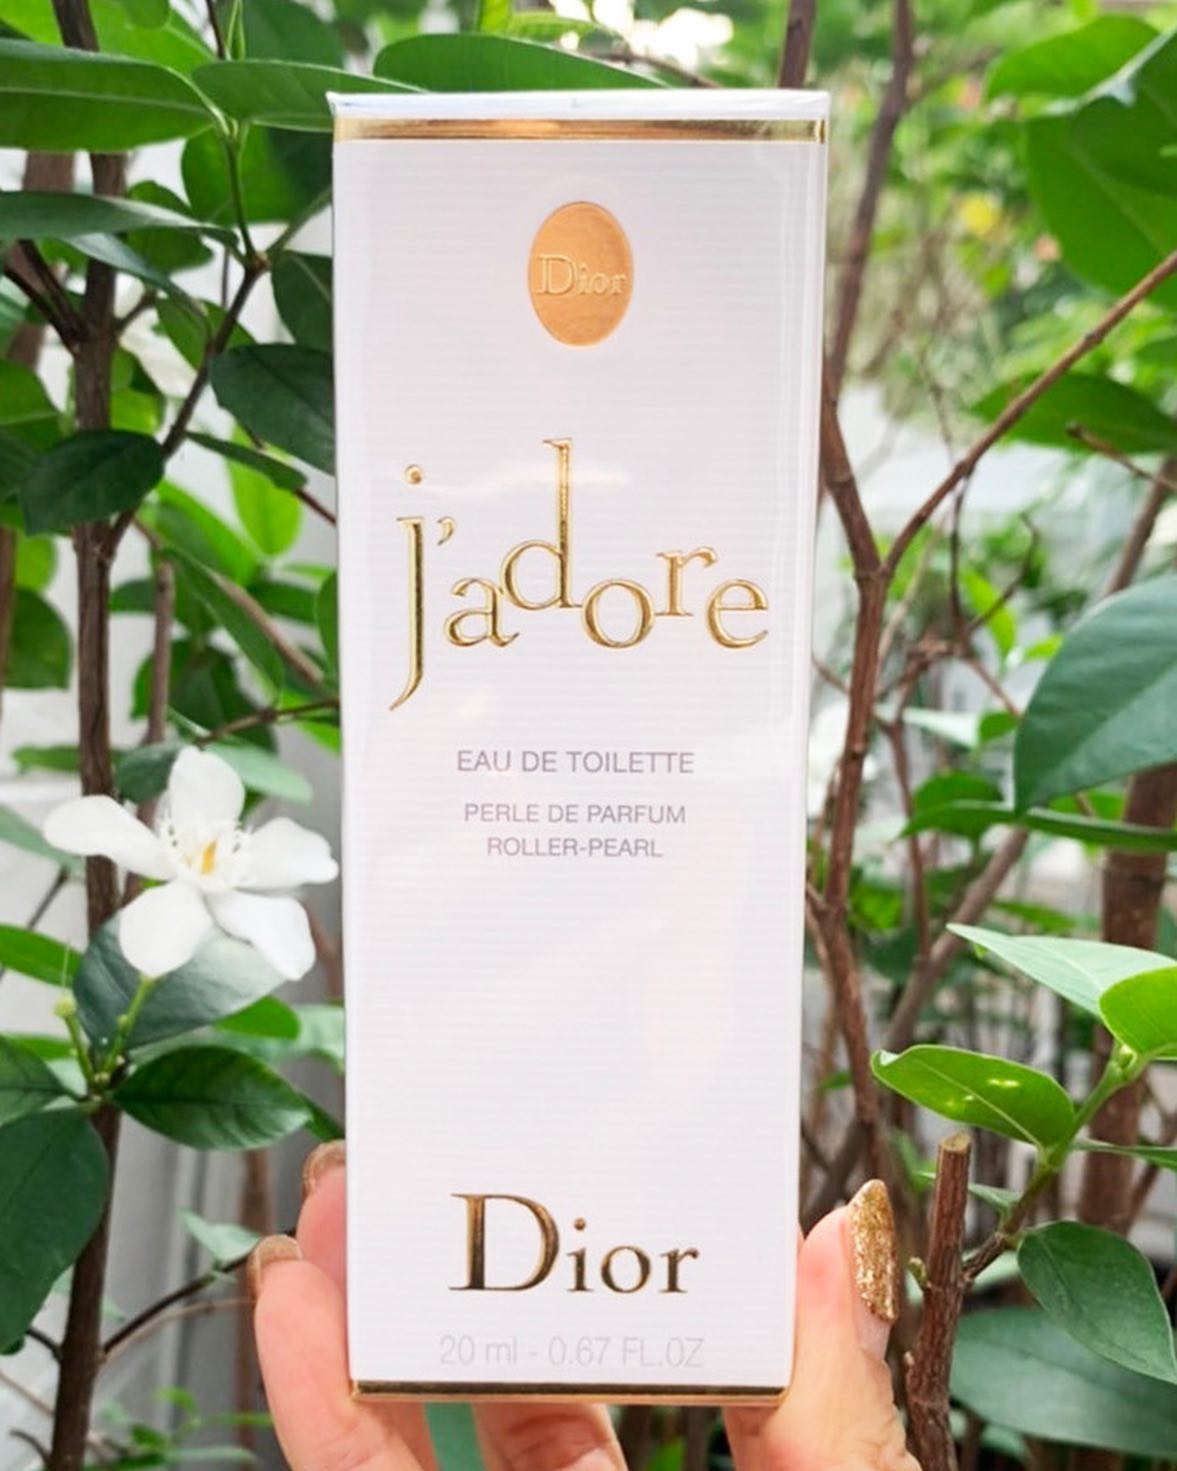 Dior
j'adore
EAU DE TOILETTE
PERLE DE PARFUM
ROLLER-PEARL
Dior
20 ml - 0.67 FL.OZ